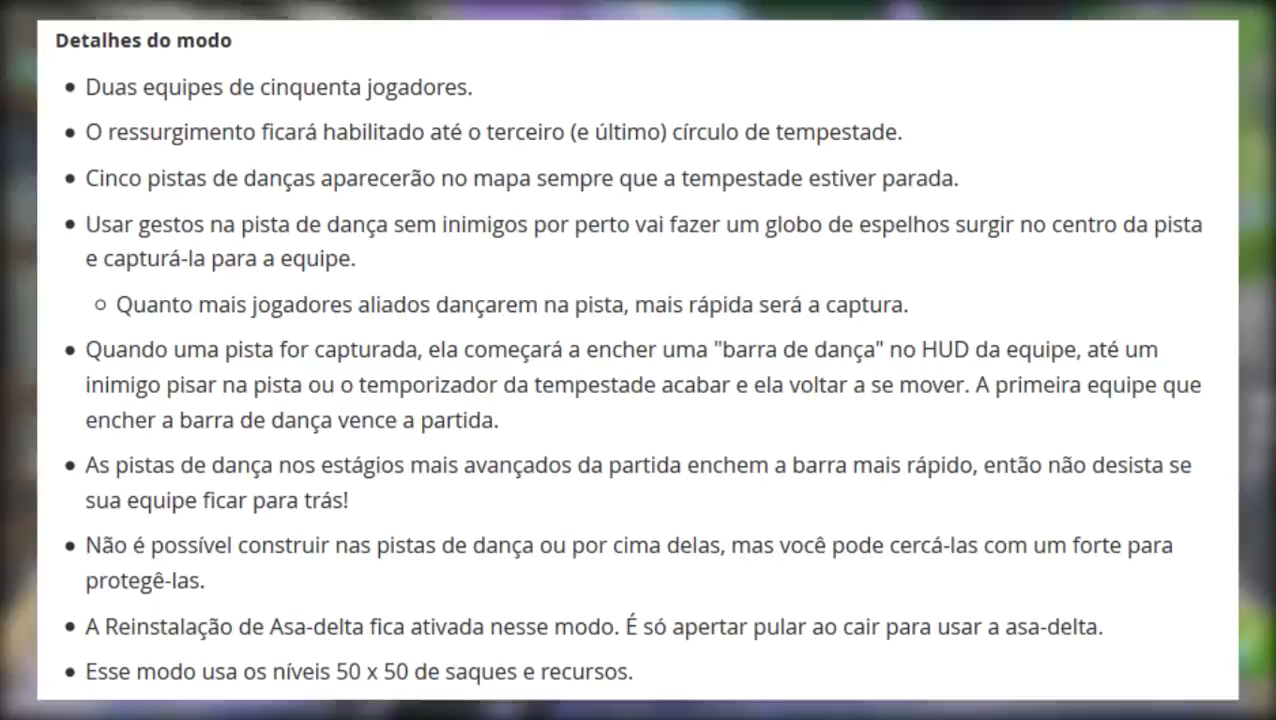 Detalhes do modo
• Duas equipes de cinquenta jogadores.
• O ressurgimento ficará habilitado até o terceiro (e último) círculo de tempestade.
• Cinco pistas de danças aparecerão no mapa sempre que a tempestade estiver parada.
• Usar gestos na pista de dança sem inimigos por perto vai fazer um globo de espelhos surgir no centro da pista
e capturá-la para a equipe.
○ Quanto mais jogadores aliados dançarem na pista, mais rápida será a captura.
• Quando uma pista for capturada, ela começará a encher uma "barra de dança" no HUD da equipe, até um
inimigo pisar na pista ou o temporizador da tempestade acabar e ela voltar a se mover. A primeira equipe que
encher a barra de dança vence a partida.
• As pistas de dança nos estágios mais avançados da partida enchem a barra mais rápido, então não desista se
sua equipe ficar para trás!
• Não é possível construir nas pistas de dança ou por cima delas, mas você pode cercá-las com um forte para
protegê-las.
• A Reinstalação de Asa-delta fica ativada nesse modo. É só apertar pular ao cair para usar a asa-delta.
• Esse modo usa os níveis 50 x 50 de saques e recursos.